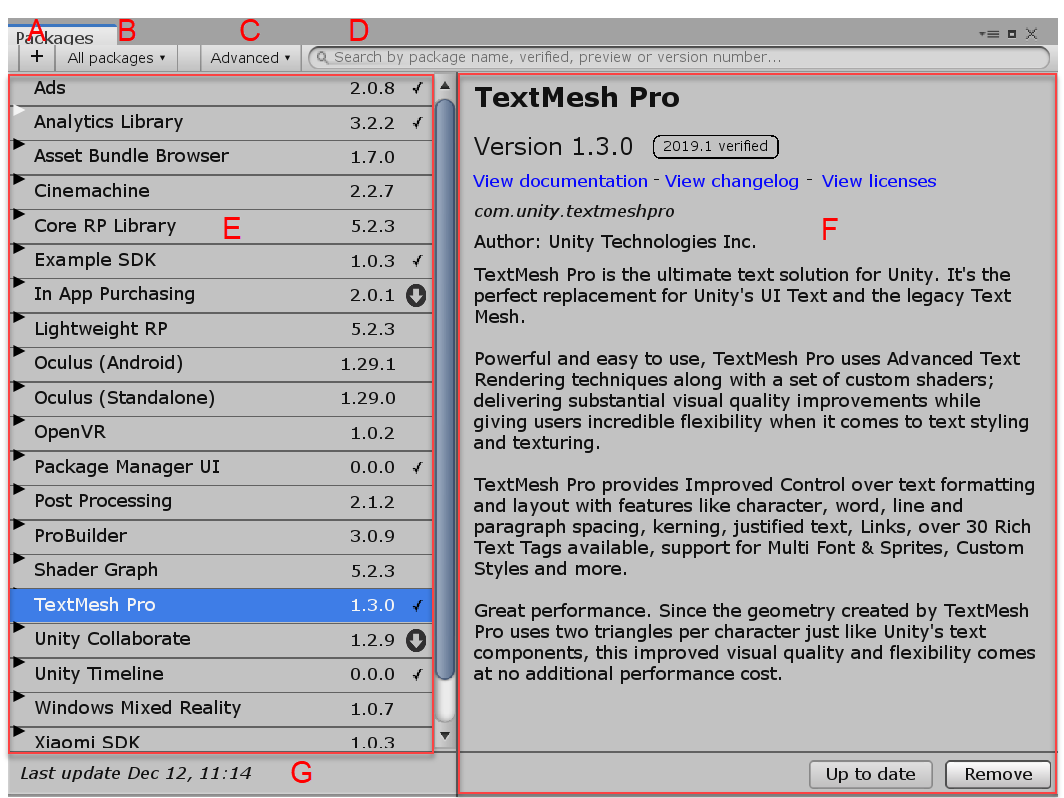 A B C D
Packages
+ All packages ▾ Advanced ▾ Search by package name, verified, preview or version number...
Ads 2.0.8 ✓
Analytics Library 3.2.2 ✓
Asset Bundle Browser 1.7.0
Cinemachine 2.2.7
Core RP Library E 5.2.3
Example SDK 1.0.3 ✓
In App Purchasing 2.0.1
Lightweight RP 5.2.3
Oculus (Android) 1.29.1
Oculus (Standalone) 1.29.0
OpenVR 1.0.2
Package Manager UI 0.0.0 ✓
Post Processing 2.1.2
ProBuilder 3.0.9
Shader Graph 5.2.3
TextMesh Pro 1.3.0 ✓
Unity Collaborate 1.2.9
Unity Timeline 0.0.0 ✓
Windows Mixed Reality 1.0.7
Xiaomi SDK 1.0.3
Last update Dec 12, 11:14 G
TextMesh Pro
Version 1.3.0 2019.1 verified
View documentation - View changelog - View licenses
com.unity.textmeshpro
F
Author: Unity Technologies Inc.
TextMesh Pro is the ultimate text solution for Unity. It's the
perfect replacement for Unity's UI Text and the legacy Text
Mesh.
Powerful and easy to use, TextMesh Pro uses Advanced Text
Rendering techniques along with a set of custom shaders;
delivering substantial visual quality improvements while
giving users incredible flexibility when it comes to text styling
and texturing.
TextMesh Pro provides Improved Control over text formatting
and layout with features like character, word, line and
paragraph spacing, kerning, justified text, Links, over 30 Rich
Text Tags available, support for Multi Font & Sprites, Custom
Styles and more.
Great performance. Since the geometry created by TextMesh
Pro uses two triangles per character just like Unity's text
components, this improved visual quality and flexibility comes
at no additional performance cost.
Up to date Remove